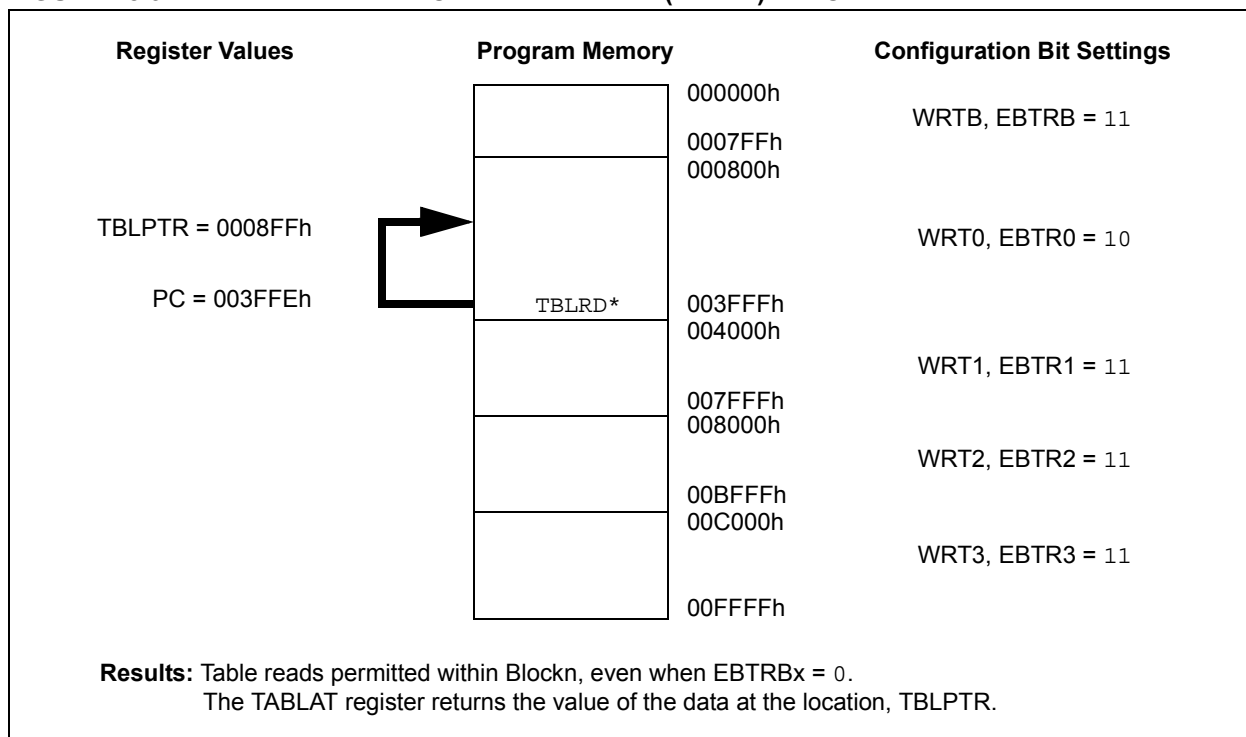 Register Values Program Memory Configuration Bit Settings
000000h
WRTB, EBTRB = 11
0007FFh
000800h
TBLPTR = 0008FFh
WRT0, EBTR0 = 10
PC = 003FFEh
TBLRD* 003FFFh
004000h
WRT1, EBTR1 = 11
007FFFh
008000h
WRT2, EBTR2 = 11
00BFFFh
00C000h
WRT3, EBTR3 = 11
00FFFFh
Results: Table reads permitted within Blockn, even when EBTRBx = 0.
The TABLAT register returns the value of the data at the location, TBLPTR.